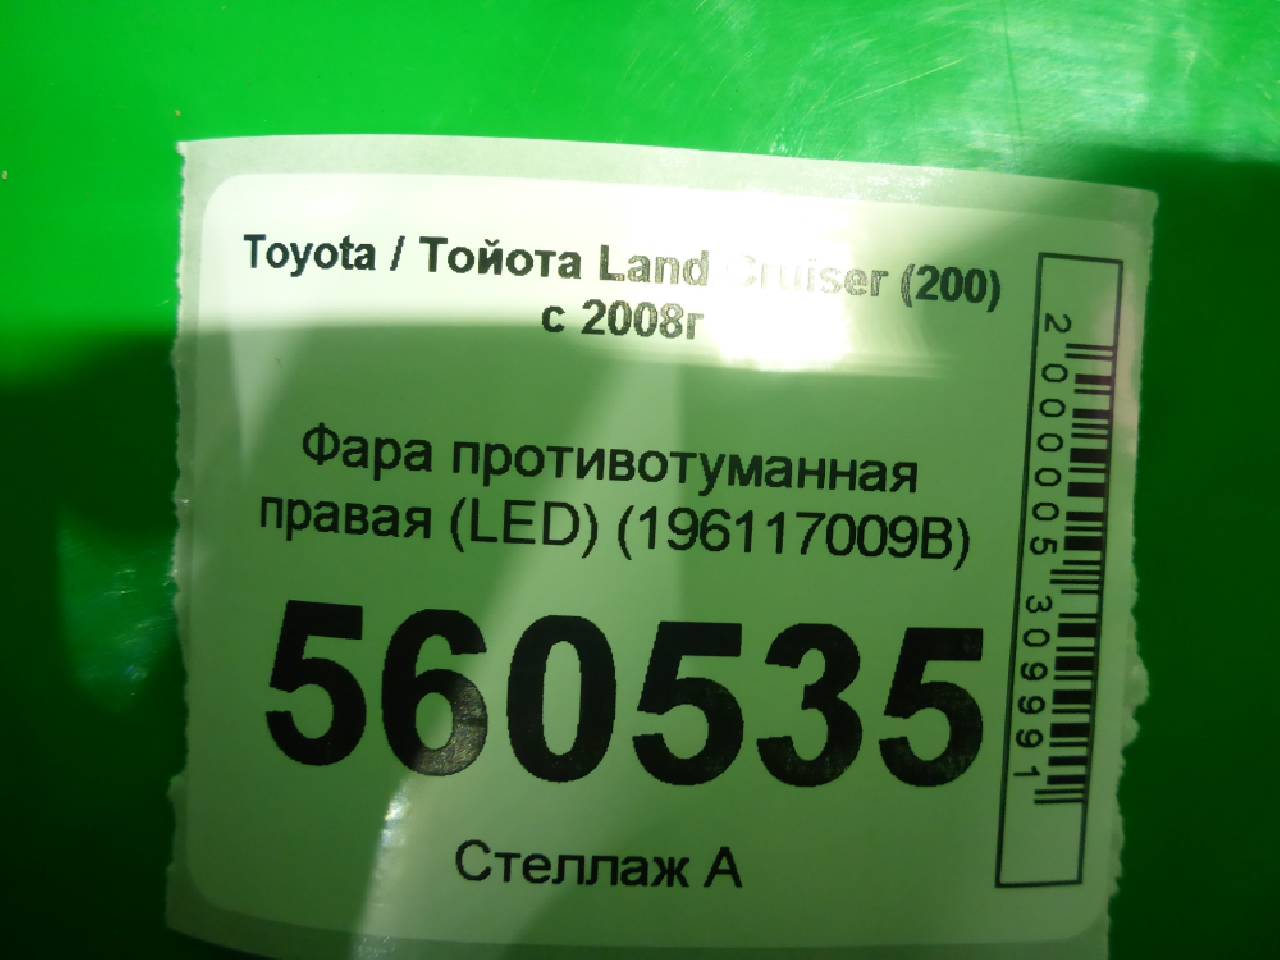 Toyota / Тойота Land Cruiser (200)
с 2008г
Фара противотуманная
правая (LED) (196117009B)
560535
Стеллаж А
2000005309991